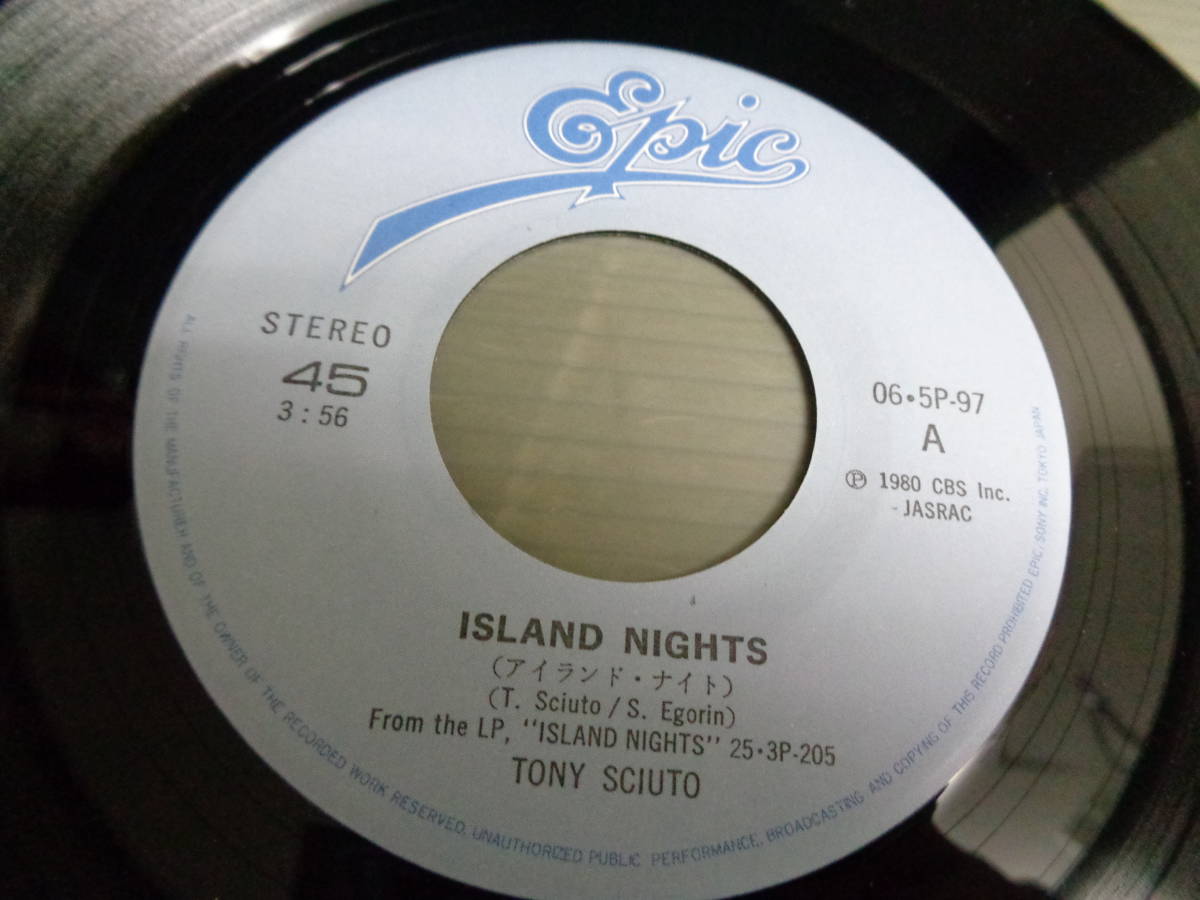 Epic
STEREO
45
3:56
06•5P-97
A
Ⓟ 1980 CBS Inc.
-JASRAC
ISLAND NIGHTS
(アイランド・ナイト)
(T. Sciuto / S. Egorin)
From the LP, "ISLAND NIGHTS" 25•3P-205
TONY SCIUTO
ALL RIGHTS OF THE MANUFACTURER AND OF THE OWNER OF THE RECORDED WORK RESERVED. UNAUTHORIZED PUBLIC PERFORMANCE, BROADCASTING AND COPYING OF THIS RECORD PROHIBITED EPIC, SONY INC. TOKYO JAPAN